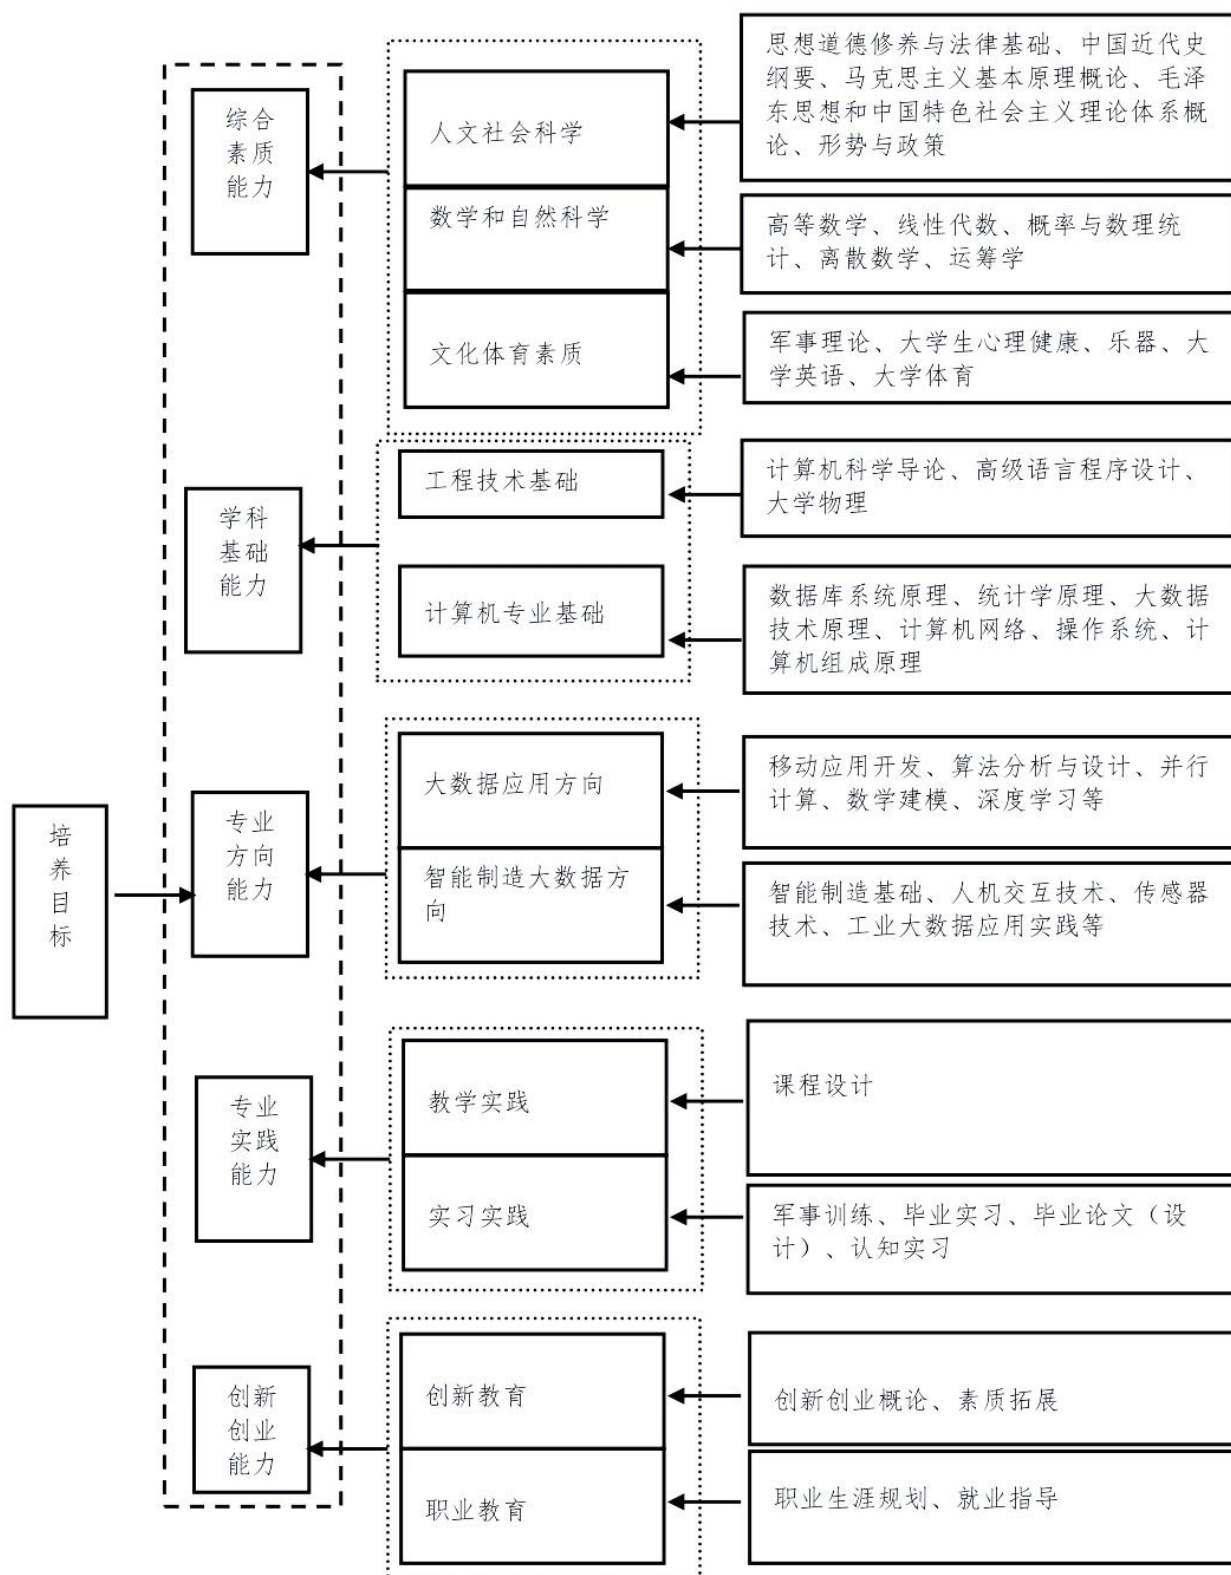 思想道德修养与法律基础、中国近代史
纲要、马克思主义基本原理概论、毛泽
东思想和中国特色社会主义理论体系概
论、形势与政策
综合
素质
能力
人文社会科学
数学和自然科学
高等数学、线性代数、概率与数理统
计、离散数学、运筹学
文化体育素质
军事理论、大学生心理健康、乐器、大
学英语、大学体育
学科
基础
能力
工程技术基础
计算机科学导论、高级语言程序设计、
大学物理
计算机专业基础
数据库系统原理、统计学原理、大数据
技术原理、计算机网络、操作系统、计
算机组成原理
培
养
目
标
专业
方向
能力
大数据应用方向
移动应用开发、算法分析与设计、并行
计算、数学建模、深度学习等
智能制造大数据方
向
智能制造基础、人机交互技术、传感器
技术、工业大数据应用实践等
专业
实践
能力
教学实践
课程设计
实习实践
军事训练、毕业实习、毕业论文（设
计）、认知实习
创新
创业
能力
创新教育
创新创业概论、素质拓展
职业教育
职业生涯规划、就业指导